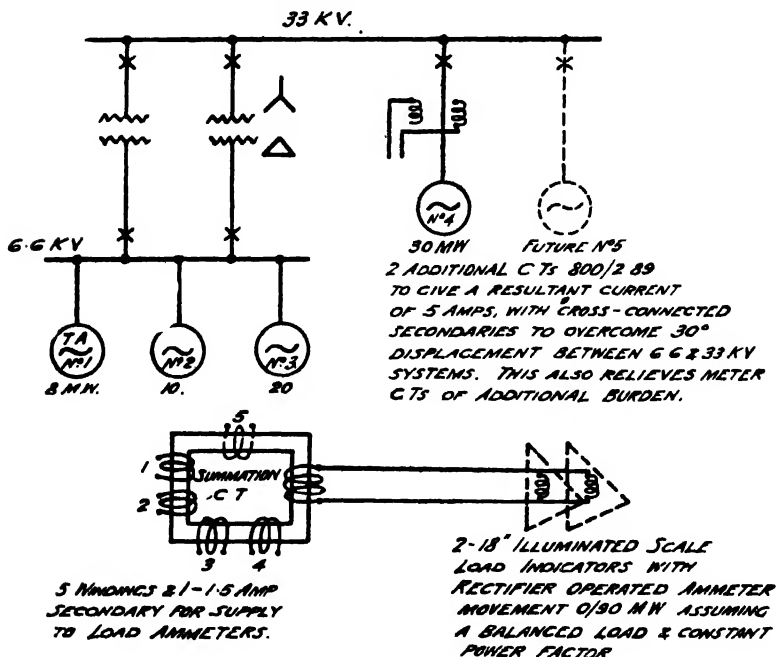 33 KV.
6.6 KV
TA
Nº1
8 M.W.
Nº2
10.
Nº3
20
Nº4
30 MW
FUTURE Nº5
2 ADDITIONAL C TS 800/2 89
TO GIVE A RESULTANT CURRENT
OF 5 AMPS, WITH CROSS-CONNECTED
SECONDARIES TO OVERCOME 30°
DISPLACEMENT BETWEEN 6 6 & 33 KV
SYSTEMS. THIS ALSO RELIEVES METER
C TS OF ADDITIONAL BURDEN.
5
1
2
SUMMATION
C T
3 4
5 WINDINGS & 1-1·5 AMP
SECONDARY FOR SUPPLY
TO LOAD AMMETERS.
2-18" ILLUMINATED SCALE
LOAD INDICATORS WITH
RECTIFIER OPERATED AMMETER
MOVEMENT 0/90 MW ASSUMING
A BALANCED LOAD & CONSTANT
POWER FACTOR